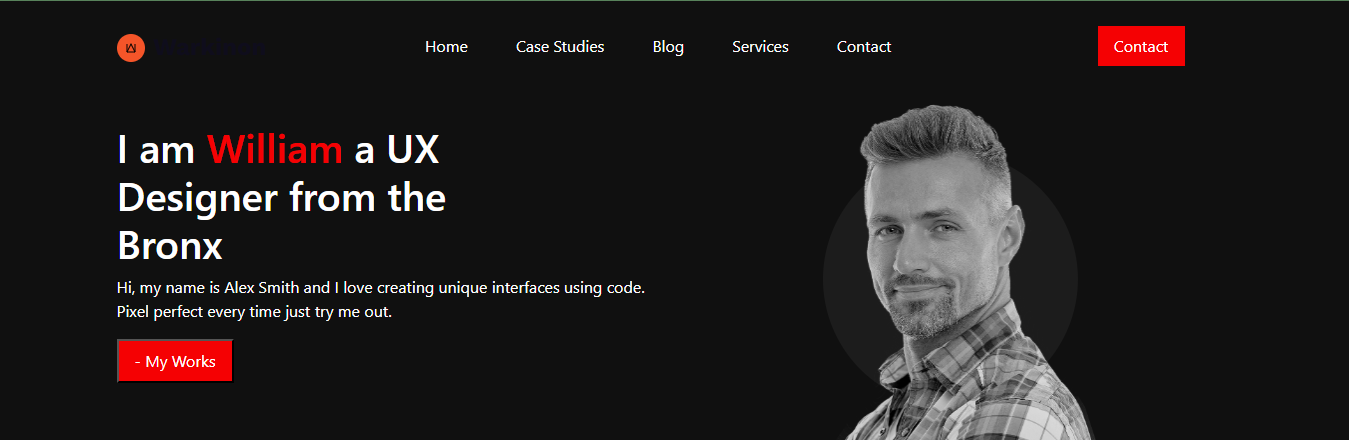 Home Case Studies Blog Services Contact Contact
I am William a UX
Designer from the
Bronx
Hi, my name is Alex Smith and I love creating unique interfaces using code.
Pixel perfect every time just try me out.
- My Works